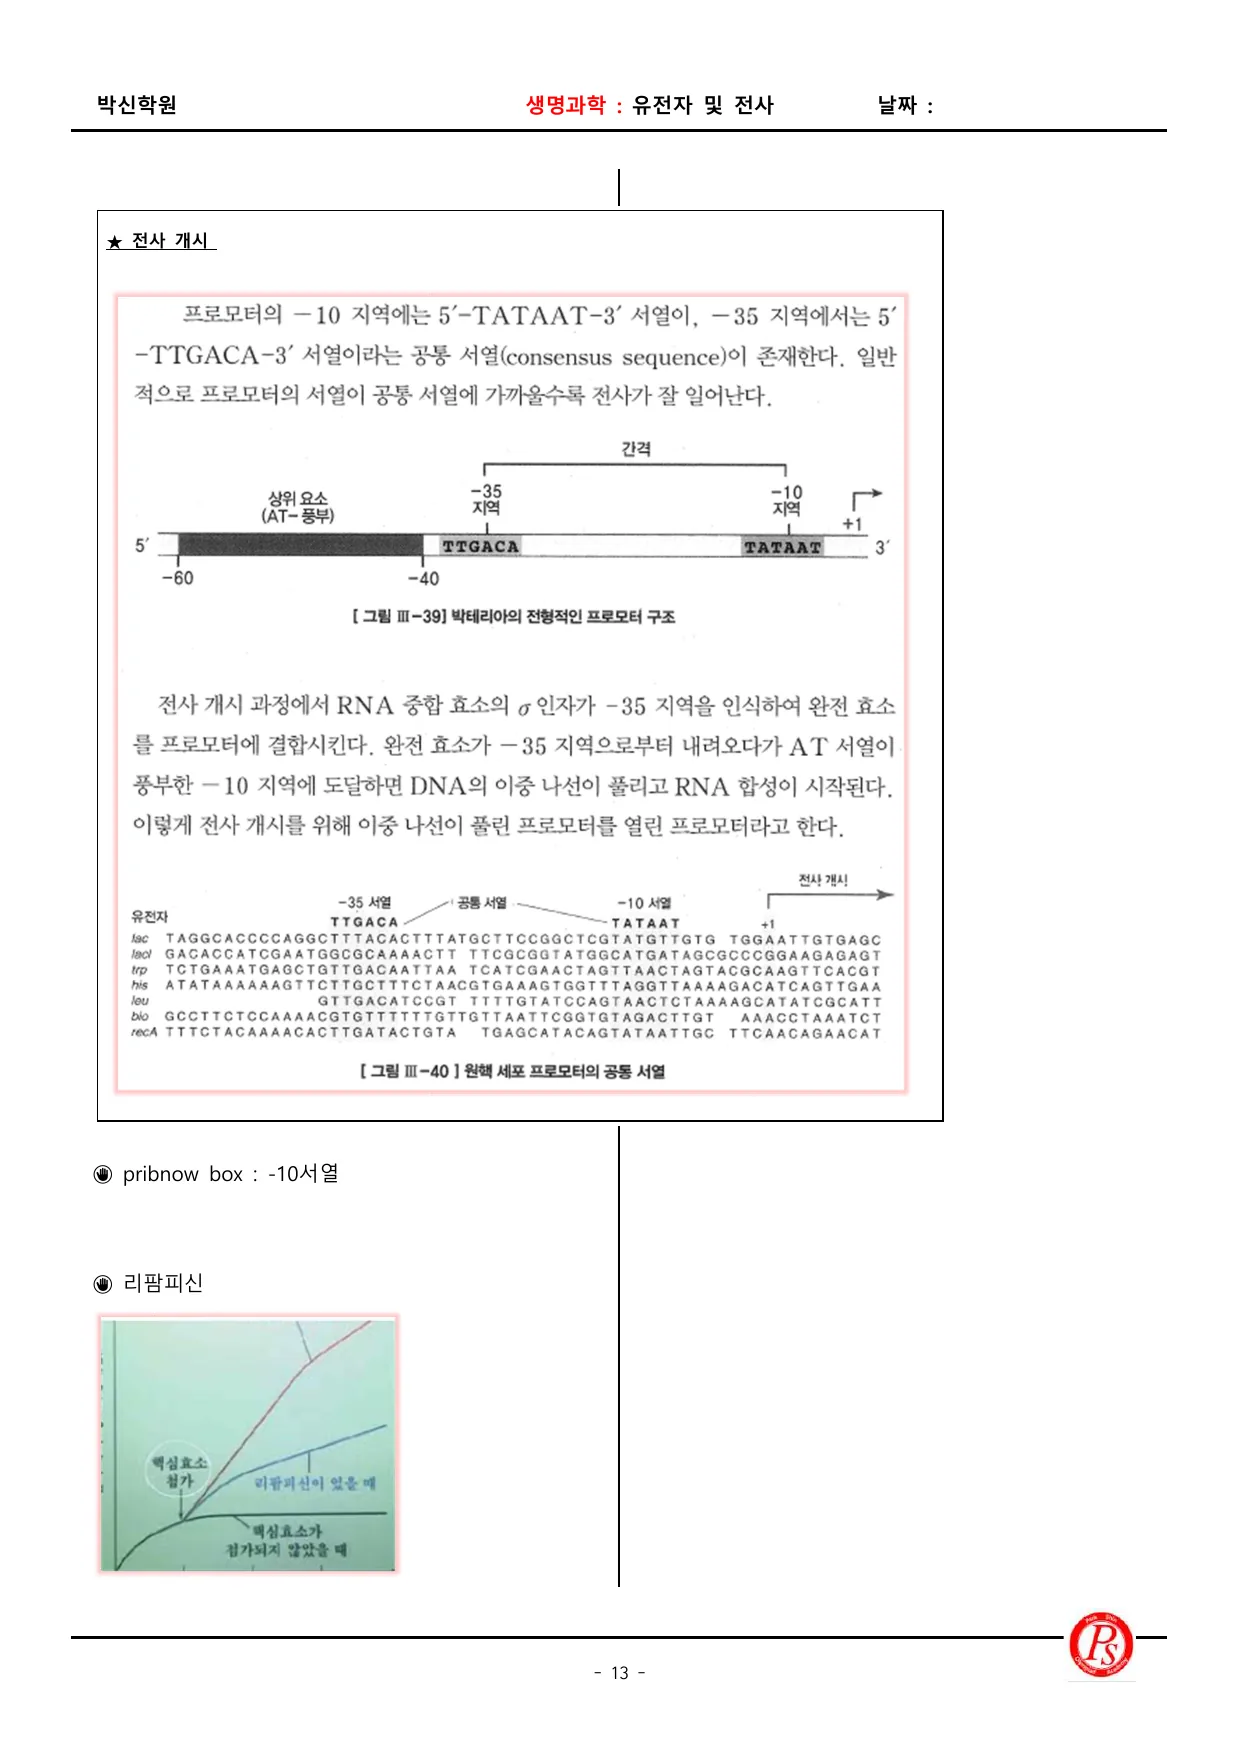 박신학원 생명과학 : 유전자 및 전사 날짜 :
★ 전사 개시
프로모터의 －10 지역에는 5′-TATAAT-3′ 서열이, －35 지역에서는 5′
-TTGACA-3′ 서열이라는 공통 서열(consensus sequence)이 존재한다. 일반
적으로 프로모터의 서열이 공통 서열에 가까울수록 전사가 잘 일어난다.
간격
상위 요소
(AT- 풍부)
-35
지역
-10
지역
+1
5′ TTGACA TATAAT 3′
-60 -40
[ 그림 Ⅲ-39] 박테리아의 전형적인 프로모터 구조
전사 개시 과정에서 RNA 중합 효소의 σ 인자가 -35 지역을 인식하여 완전 효소
를 프로모터에 결합시킨다. 완전 효소가 －35 지역으로부터 내려오다가 AT 서열이
풍부한 －10 지역에 도달하면 DNA의 이중 나선이 풀리고 RNA 합성이 시작된다.
이렇게 전사 개시를 위해 이중 나선이 풀린 프로모터를 열린 프로모터라고 한다.
전사 개시
-35 서열 공통 서열 -10 서열
유전자 TTGACA TATAAT +1
lac TAGGCACCCCAGGCTTTACACTTTATGCTTCCGGCTCGTATGTTGTG TGGAATTGTGAGC
lacI GACACCATCGAATGGCGCAAAACTT TTCGCGGTATGGCATGATAGCGCCCGGAAGAGAGT
trp TCTGAAATGAGCTGTTGACAATTAA TCATCGAACTAGTTAACTAGTACGCAAGTTCACGT
his ATATAAAAAAGTTCTTGCTTTCTAACGTGAAAGTGGTTTAGGTTAAAAGACATCAGTTGAA
leu GTTGACATCCGT TTTTGTATCCAGTAACTCTAAAAGCATATCGCATT
bio GCCTTCTCCAAAACGTGTTTTTTGTTGTTAATTCGGTGTAGACTTGT AAACCTAAATCT
recA TTTCTACAAAACACTTGATACTGTA TGAGCATACAGTATAATTGC TTCAACAGAACAT
[ 그림 Ⅲ-40 ] 원핵 세포 프로모터의 공통 서열
pribnow box : -10서열
리팜피신
핵심효소
첨가
리팜피신이 있을 때
핵심효소가
첨가되지 않았을 때
Park Shin
PS
Academy
- 13 -